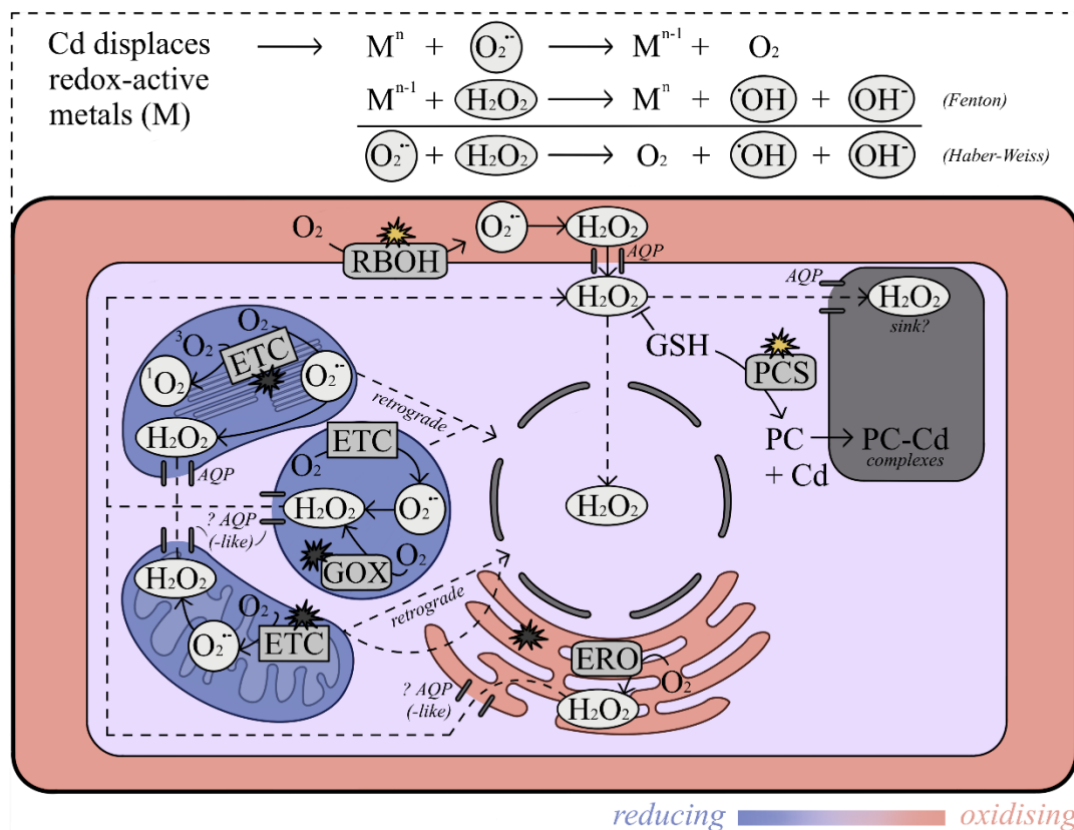 Cd displaces
redox-active
metals (M)
Mⁿ + O₂•- M^n-1 + O₂
M^n-1 + H₂O₂ Mⁿ + •OH + OH⁻ (Fenton)
O₂•- + H₂O₂ O₂ + •OH + OH⁻ (Haber-Weiss)
O₂
RBOH
O₂•-
H₂O₂
AQP
H₂O₂
AQP
H₂O₂
sink?
GSH
PCS
PC
+ Cd
PC-Cd
complexes
O₂
³O₂
ETC
¹O₂
O₂•-
H₂O₂
AQP
retrograde
ETC
O₂
H₂O₂
O₂•-
GOX
O₂
? AQP
(-like)
H₂O₂
O₂
O₂•-
ETC
retrograde
H₂O₂
ERO
O₂
H₂O₂
? AQP
(-like)
reducing
oxidising